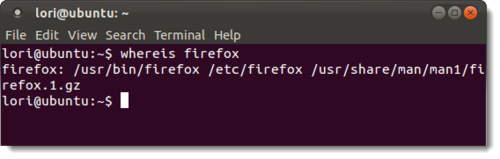 lori@ubuntu: ~
File Edit View Search Terminal Help
lori@ubuntu:~$ whereis firefox
firefox: /usr/bin/firefox /etc/firefox /usr/share/man/man1/fi
refox.1.gz
lori@ubuntu:~$